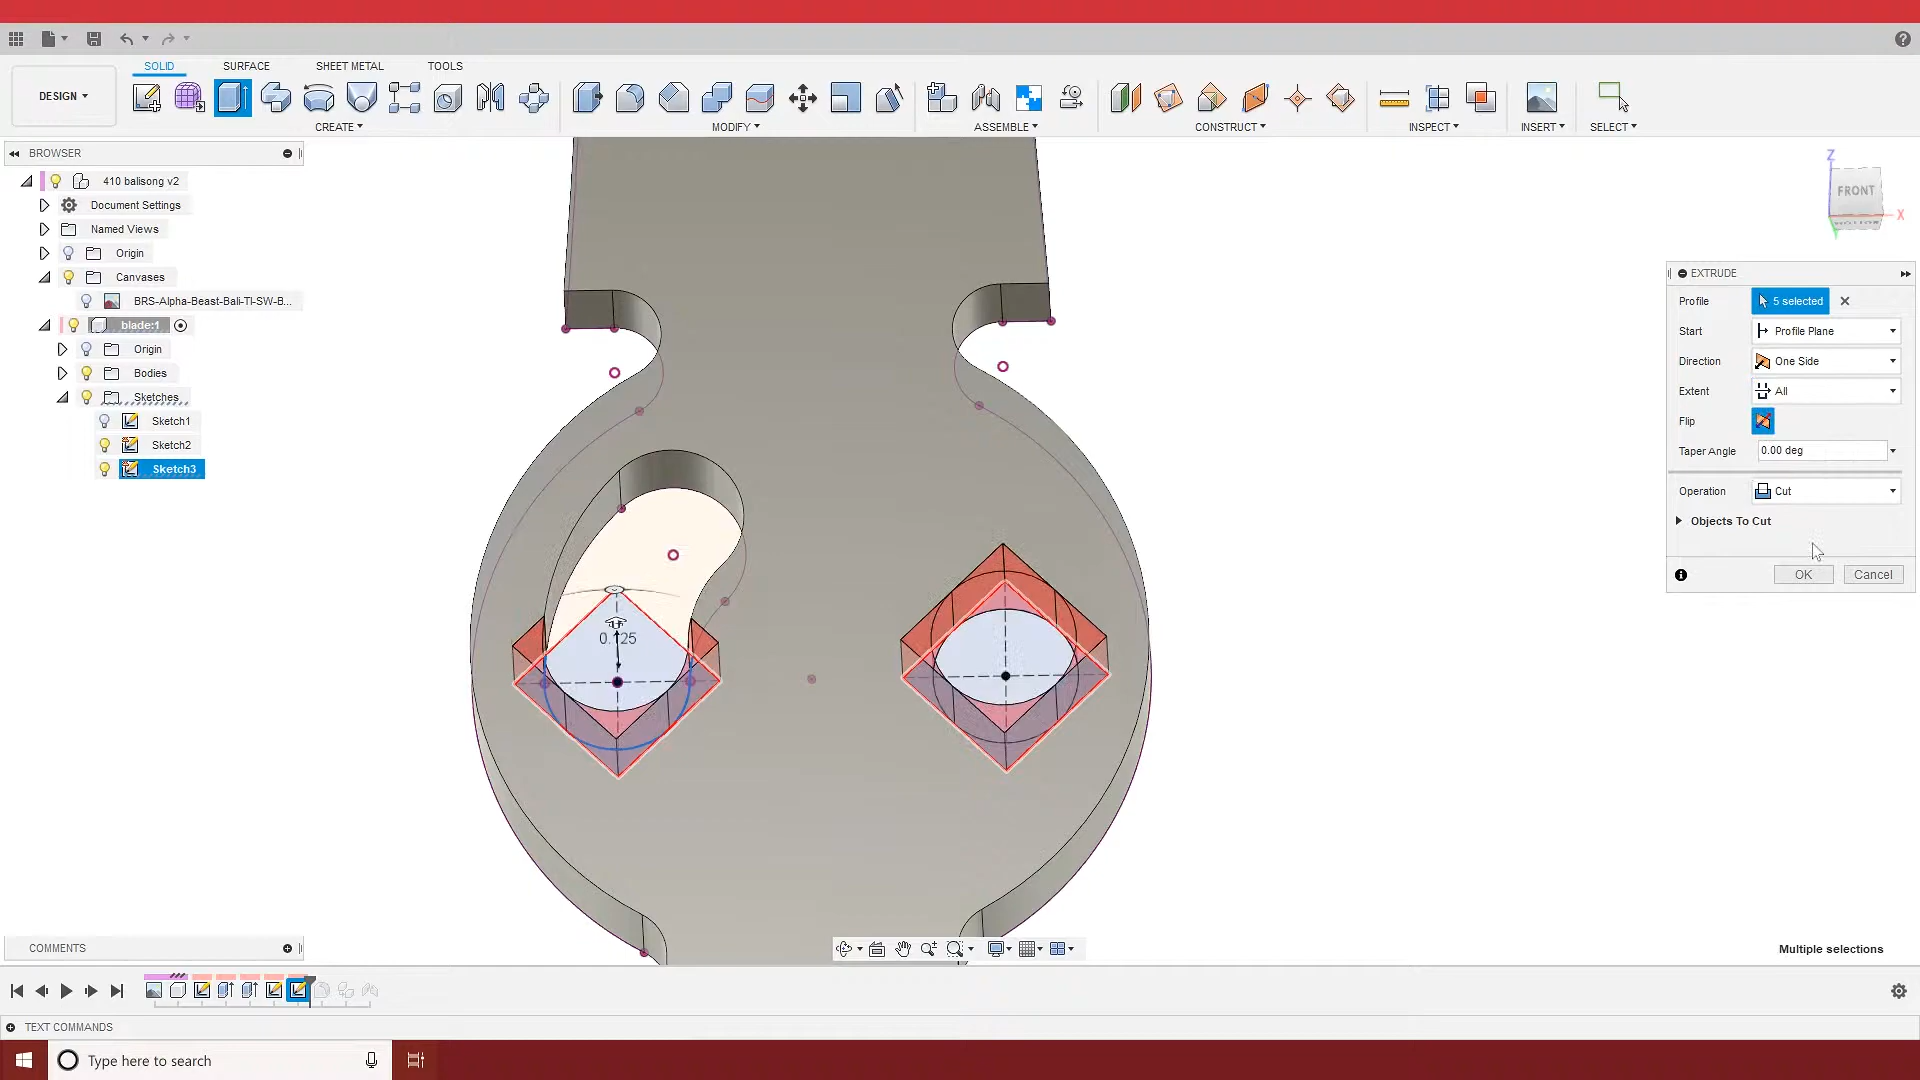 SOLID SURFACE SHEET METAL TOOLS
DESIGN
CREATE MODIFY ASSEMBLE CONSTRUCT INSPECT INSERT SELECT
BROWSER
410 balisong v2
Document Settings
Named Views
Origin
Canvases
BRS-Alpha-Beast-Bali-TI-SW-B...
blade:1
Origin
Bodies
Sketches
Sketch1
Sketch2
Sketch3
Z
FRONT
X
BOTTOM
EXTRUDE
Profile 5 selected
Start Profile Plane
Direction One Side
Extent All
Flip
Taper Angle 0.00 deg
Operation Cut
Objects To Cut
OK Cancel
0.125
COMMENTS
Multiple selections
TEXT COMMANDS
Type here to search